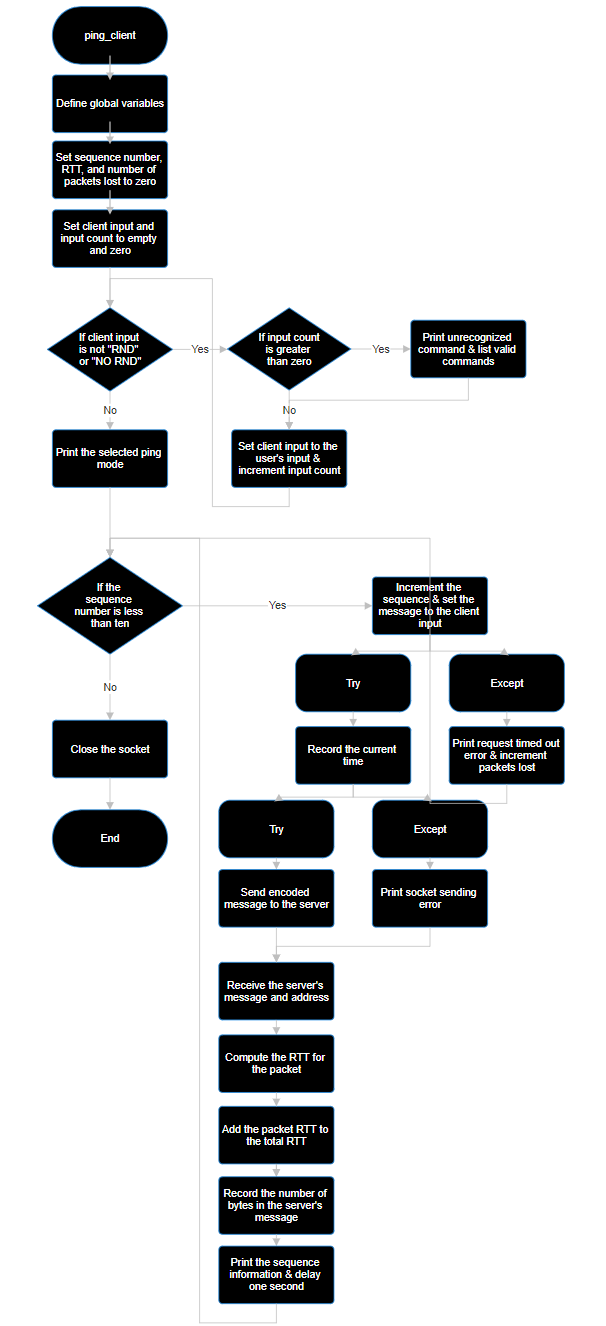 ping_client
Define global variables
Set sequence number,
RTT, and number of
packets lost to zero
Set client input and
input count to empty
and zero
If client input
is not "RND"
or "NO RND"
Yes
If input count
is greater
than zero
Yes
Print unrecognized
command & list valid
commands
No
No
Print the selected ping
mode
Set client input to the
user's input &
increment input count
If the
sequence
number is less
than ten
Yes
Increment the
sequence & set the
message to the client
input
No
Try
Except
Close the socket
Record the current
time
Print request timed out
error & increment
packets lost
End
Try
Except
Send encoded
message to the server
Print socket sending
error
Receive the server's
message and address
Compute the RTT for
the packet
Add the packet RTT to
the total RTT
Record the number of
bytes in the server's
message
Print the sequence
information & delay
one second